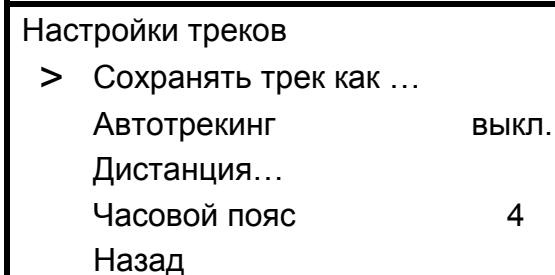 Настройки треков
> Сохранять трек как …
Автотрекинг выкл.
Дистанция…
Часовой пояс 4
Назад